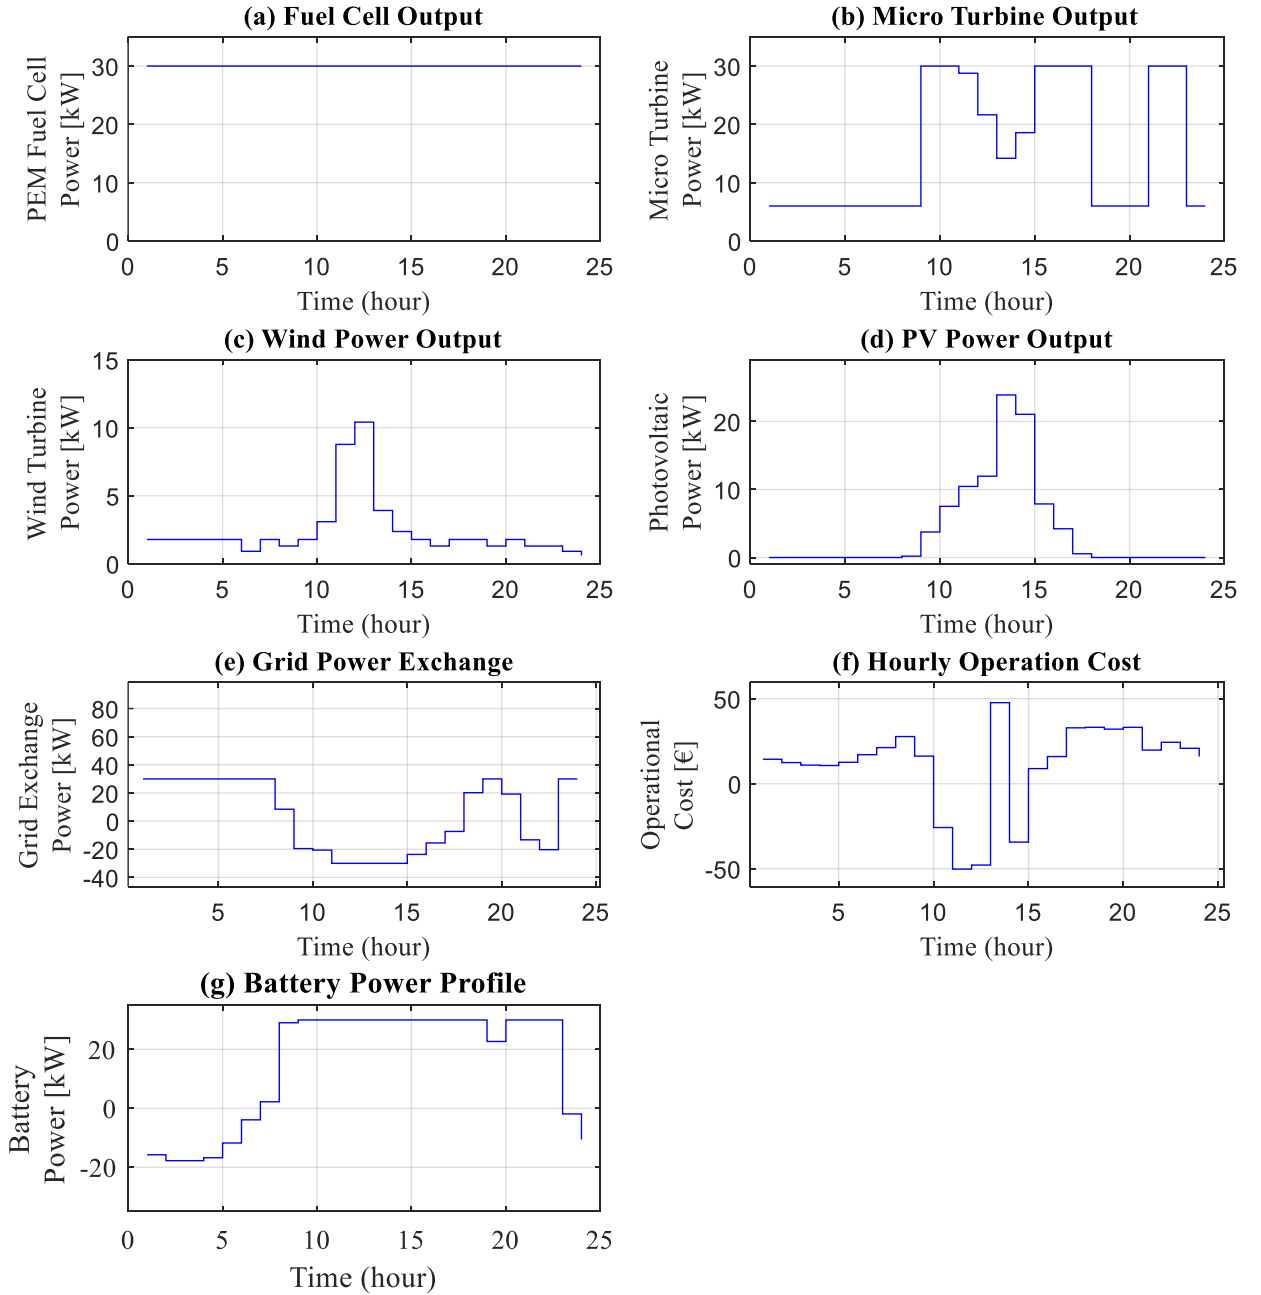 (a) Fuel Cell Output
PEM Fuel Cell
Power [kW]
30
20
10
0
0 5 10 15 20 25
Time (hour)
(b) Micro Turbine Output
Micro Turbine
Power [kW]
30
20
10
0
0 5 10 15 20 25
Time (hour)
(c) Wind Power Output
Wind Turbine
Power [kW]
15
10
5
0
0 5 10 15 20 25
Time (hour)
(d) PV Power Output
Photovoltaic
Power [kW]
20
10
0
0 5 10 15 20 25
Time (hour)
(e) Grid Power Exchange
Grid Exchange
Power [kW]
80
60
40
20
0
-20
-40
5 10 15 20 25
Time (hour)
(f) Hourly Operation Cost
Operational
Cost [€]
50
0
-50
5 10 15 20 25
Time (hour)
(g) Battery Power Profile
Battery
Power [kW]
20
0
-20
0 5 10 15 20 25
Time (hour)